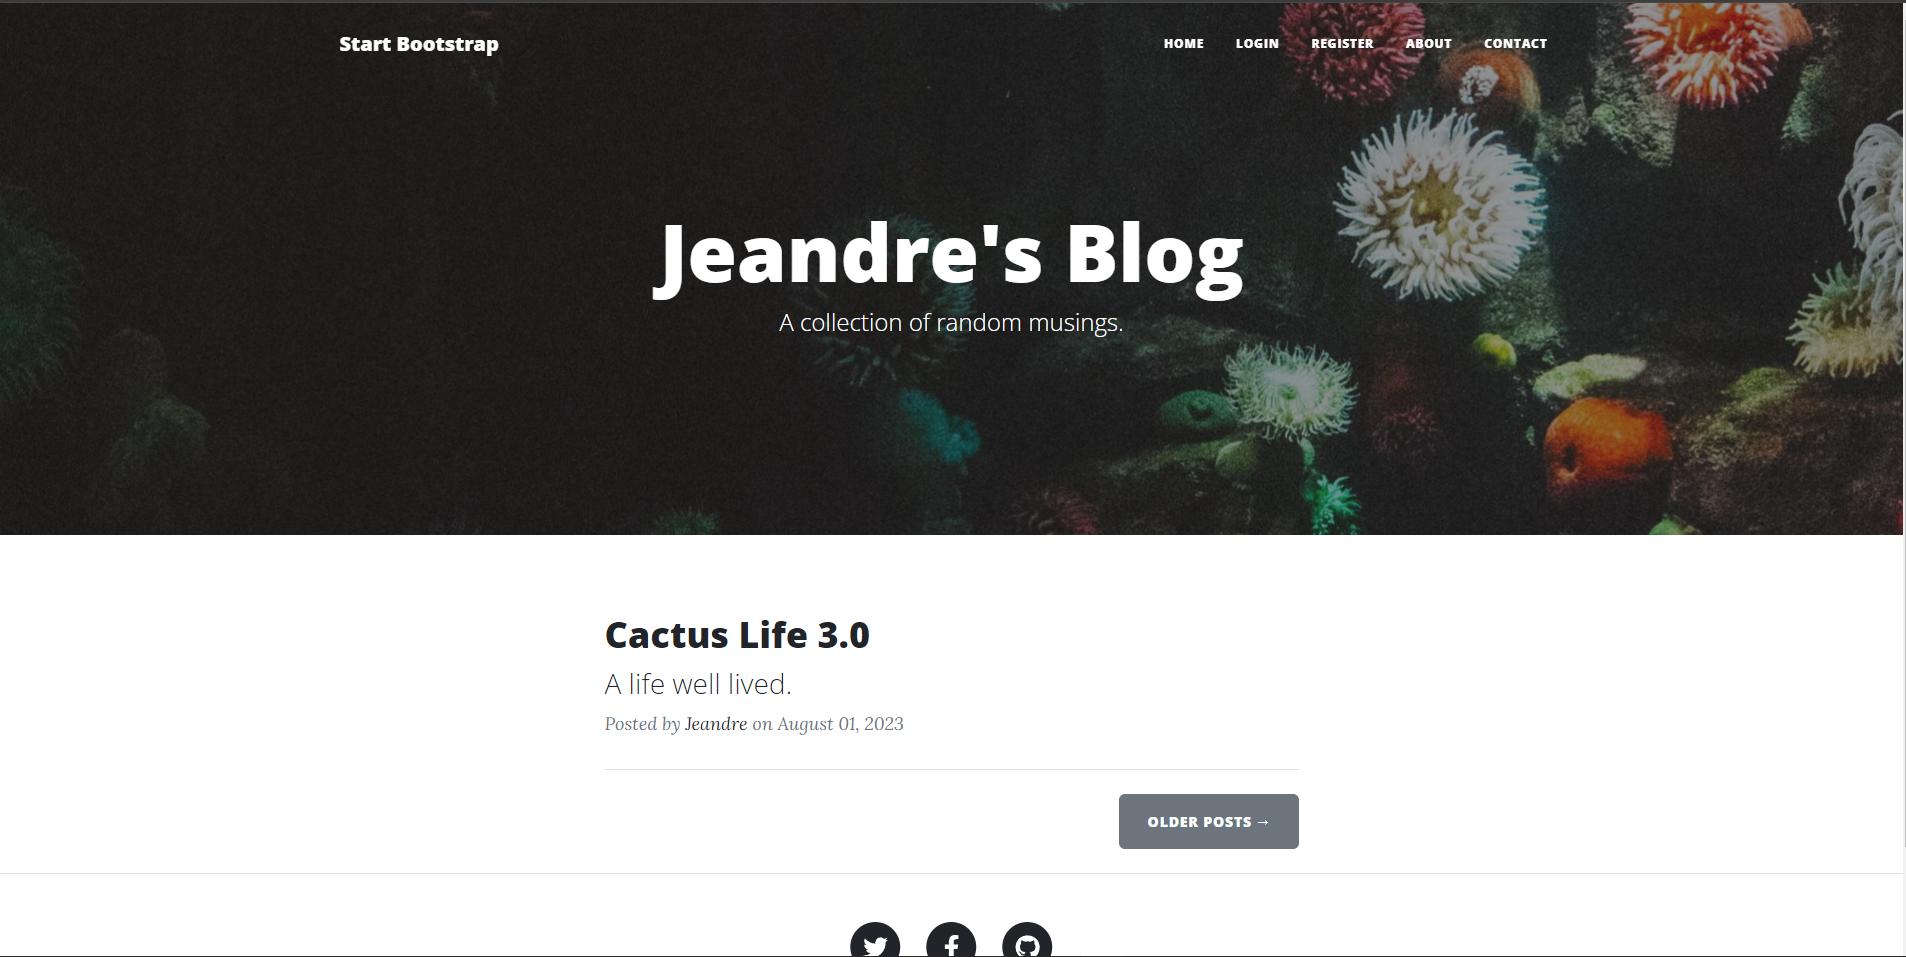 Start Bootstrap
HOME LOGIN REGISTER ABOUT CONTACT
Jeandre's Blog
A collection of random musings.
Cactus Life 3.0
A life well lived.
Posted by Jeandre on August 01, 2023
OLDER POSTS →